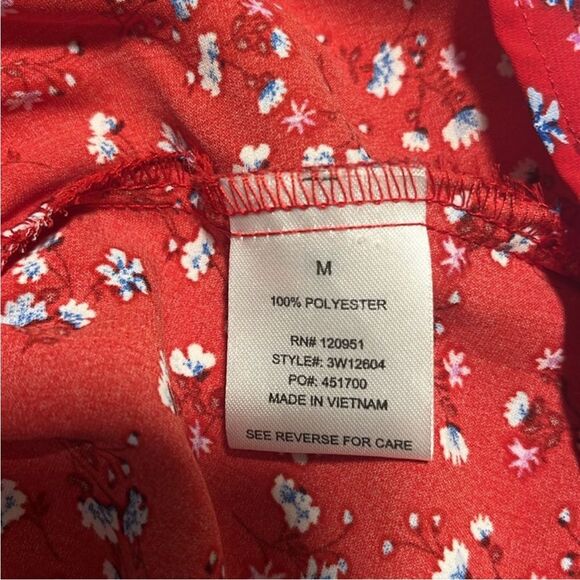 M
100% POLYESTER
RN# 120951
STYLE#: 3W12604
PO#: 451700
MADE IN VIETNAM
SEE REVERSE FOR CARE